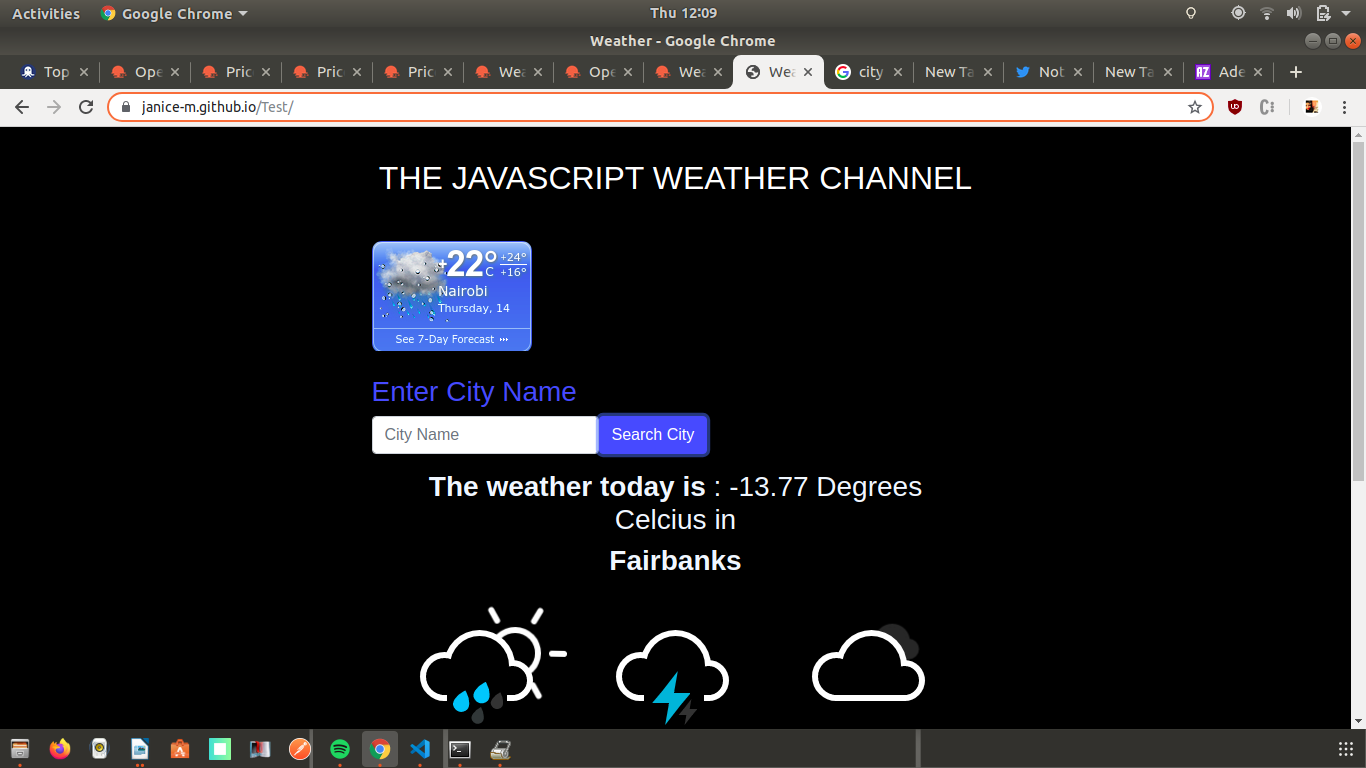 Activities Google Chrome Thu 12:09
Weather - Google Chrome
Top Ope Price Pric Pric Wea Ope Wea Wea city New Ta Not New Ta AZ Ade
janice-m.github.io/Test/
THE JAVASCRIPT WEATHER CHANNEL
+22° +24°
C +16°
Nairobi
Thursday, 14
See 7-Day Forecast
Enter City Name
City Name Search City
The weather today is : -13.77 Degrees
Celcius in
Fairbanks